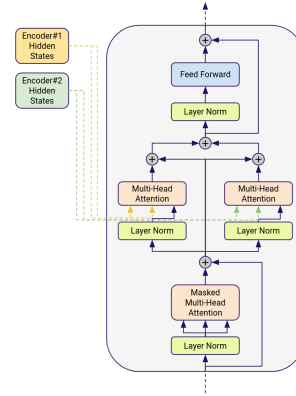 Encoder#1
Hidden
States
Encoder#2
Hidden
States
Feed Forward
Layer Norm
Multi-Head
Attention
Multi-Head
Attention
Layer Norm
Layer Norm
Masked
Multi-Head
Attention
Layer Norm